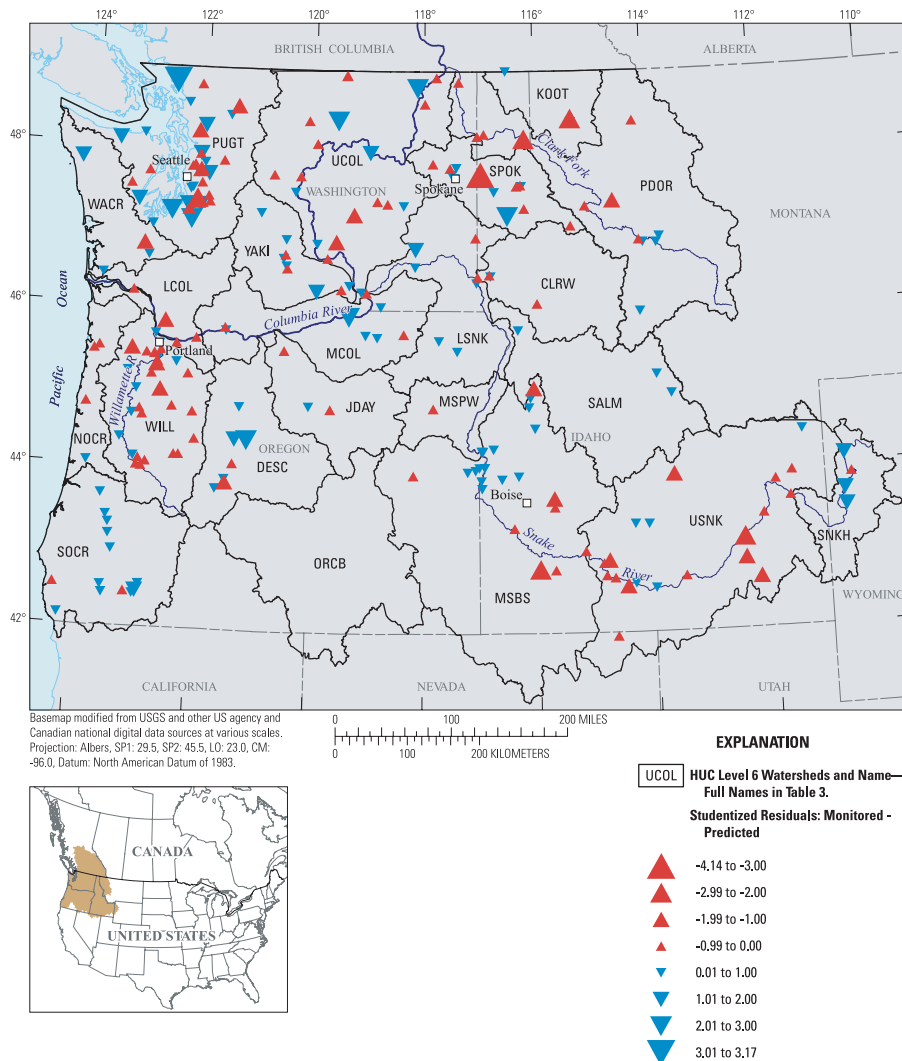 124° 122° 120° 118° 116° 114° 112° 110°
BRITISH COLUMBIA
ALBERTA
KOOT
48°
PUGT
Clark Fork
Seattle
UCOL
SPOK
PDOR
WASHINGTON
Spokane
WACR
MONTANA
YAKI
CLRW
Ocean
LCOL
46°
Columbia River
Portland
MCOL
LSNK
Pacific
Willamette R
JDAY
MSPW
SALM
NOCR
WILL
OREGON
IDAHO
44°
DESC
Boise
USNK
Snake
SNKH
SOCR
ORCB
River
MSBS
WYOMING
42°
CALIFORNIA
NEVADA
UTAH
Basemap modified from USGS and other US agency and
Canadian national digital data sources at various scales.
Projection: Albers, SP1: 29.5, SP2: 45.5, LO: 23.0, CM:
-96.0, Datum: North American Datum of 1983.
0 100 200 MILES
0 100 200 KILOMETERS
EXPLANATION
UCOL HUC Level 6 Watersheds and Name—
Full Names in Table 3.
Studentized Residuals: Monitored -
Predicted
-4.14 to -3.00
-2.99 to -2.00
-1.99 to -1.00
-0.99 to 0.00
0.01 to 1.00
1.01 to 2.00
2.01 to 3.00
3.01 to 3.17
CANADA
UNITED STATES